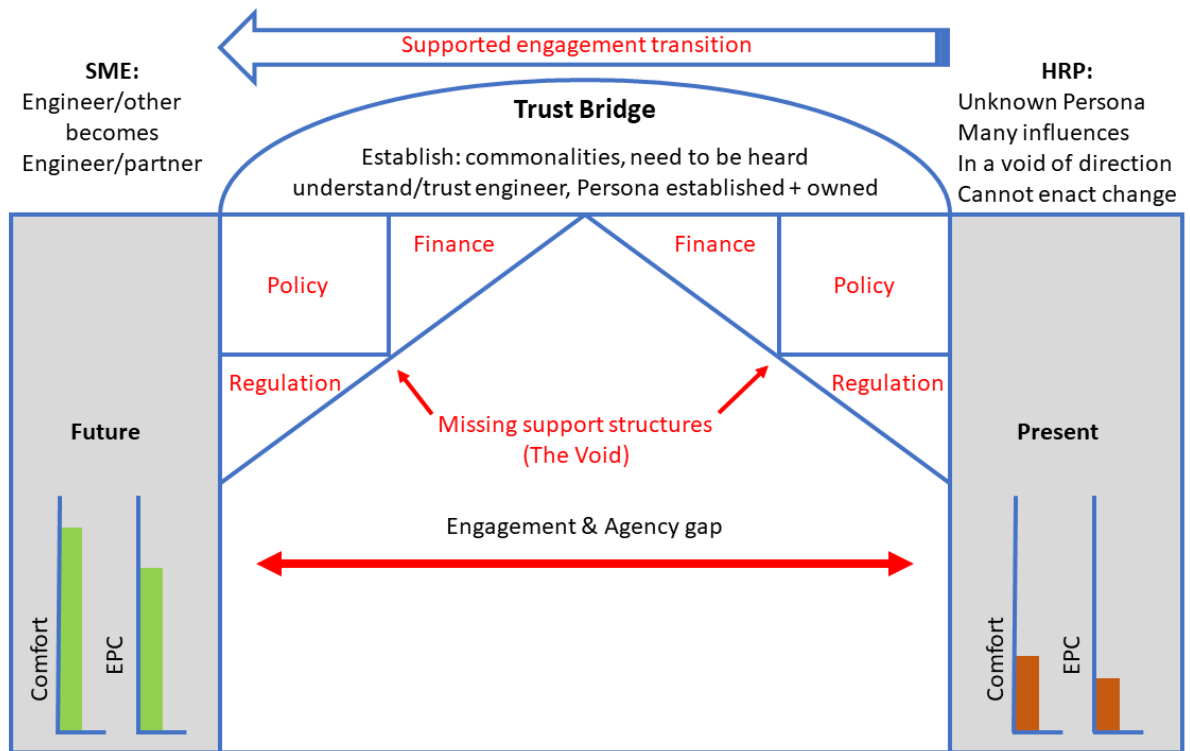 Supported engagement transition
SME:
Engineer/other
becomes
Engineer/partner
Trust Bridge
Establish: commonalities, need to be heard
understand/trust engineer, Persona established + owned
HRP:
Unknown Persona
Many influences
In a void of direction
Cannot enact change
Finance
Finance
Policy
Policy
Regulation
Regulation
Missing support structures
(The Void)
Future
Present
Engagement & Agency gap
Comfort
EPC
Comfort
EPC